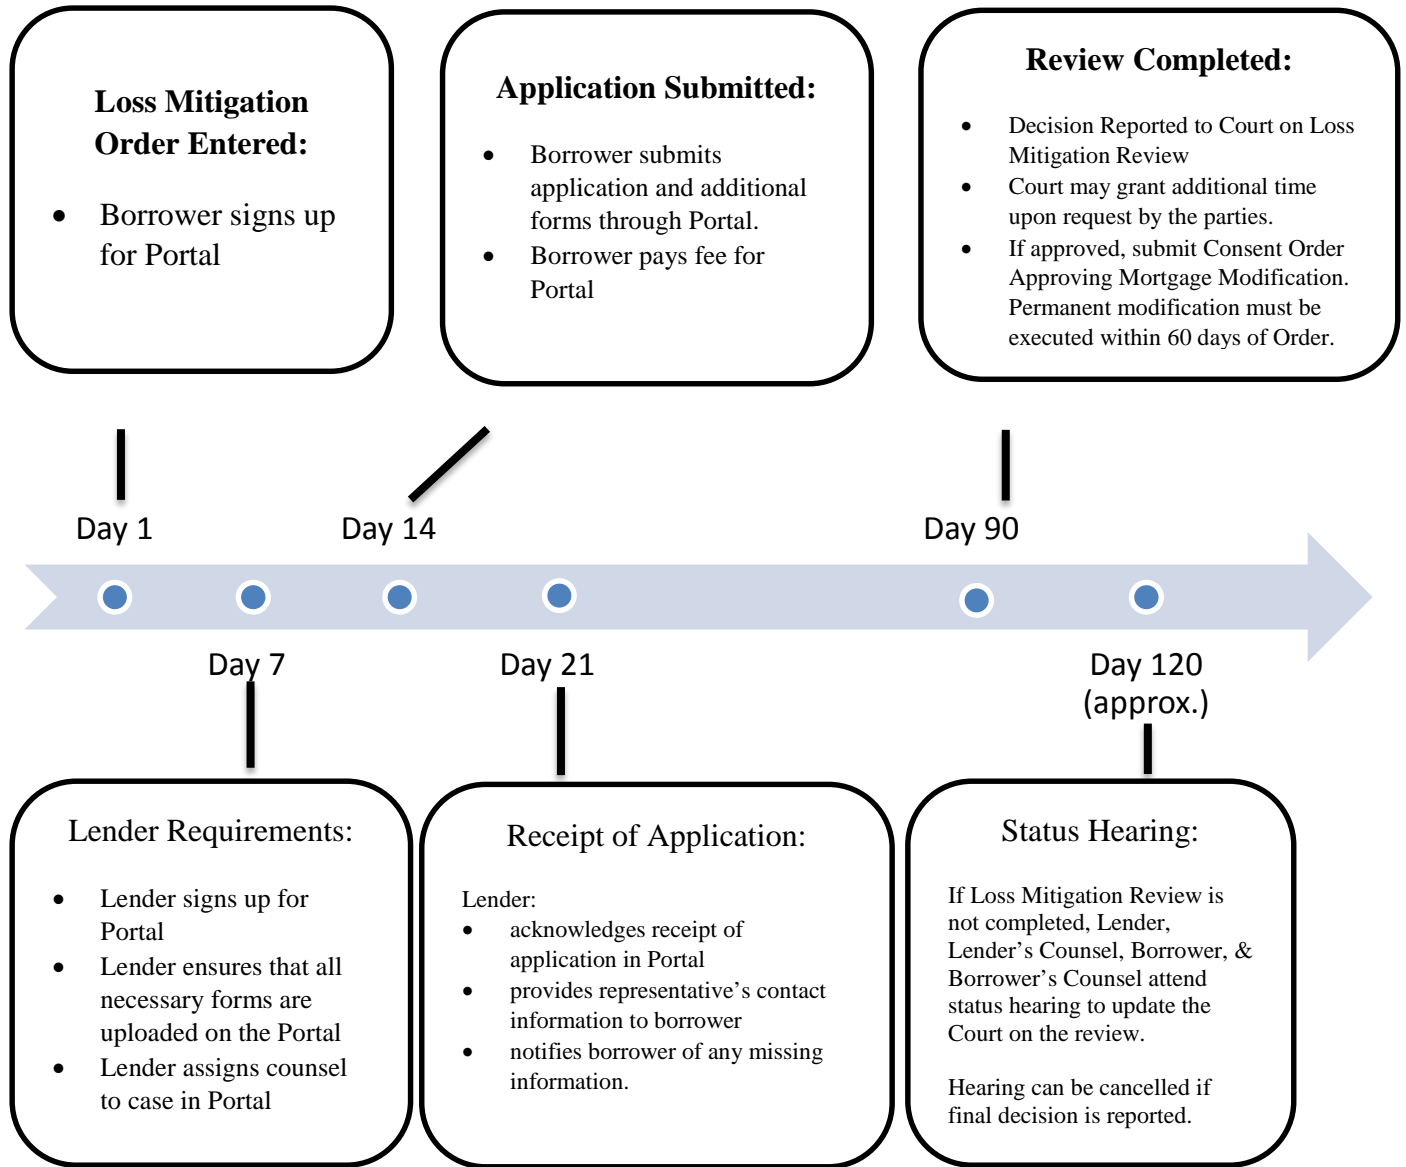 Loss Mitigation
Order Entered:
• Borrower signs up
for Portal
Application Submitted:
• Borrower submits
application and additional
forms through Portal.
• Borrower pays fee for
Portal
Review Completed:
• Decision Reported to Court on Loss
Mitigation Review
• Court may grant additional time
upon request by the parties.
• If approved, submit Consent Order
Approving Mortgage Modification.
Permanent modification must be
executed within 60 days of Order.
Day 1
Day 14
Day 90
Day 7
Day 21
Day 120
(approx.)
Lender Requirements:
• Lender signs up for
Portal
• Lender ensures that all
necessary forms are
uploaded on the Portal
• Lender assigns counsel
to case in Portal
Receipt of Application:
Lender:
• acknowledges receipt of
application in Portal
• provides representative's contact
information to borrower
• notifies borrower of any missing
information.
Status Hearing:
If Loss Mitigation Review is
not completed, Lender,
Lender's Counsel, Borrower, &
Borrower's Counsel attend
status hearing to update the
Court on the review.
Hearing can be cancelled if
final decision is reported.